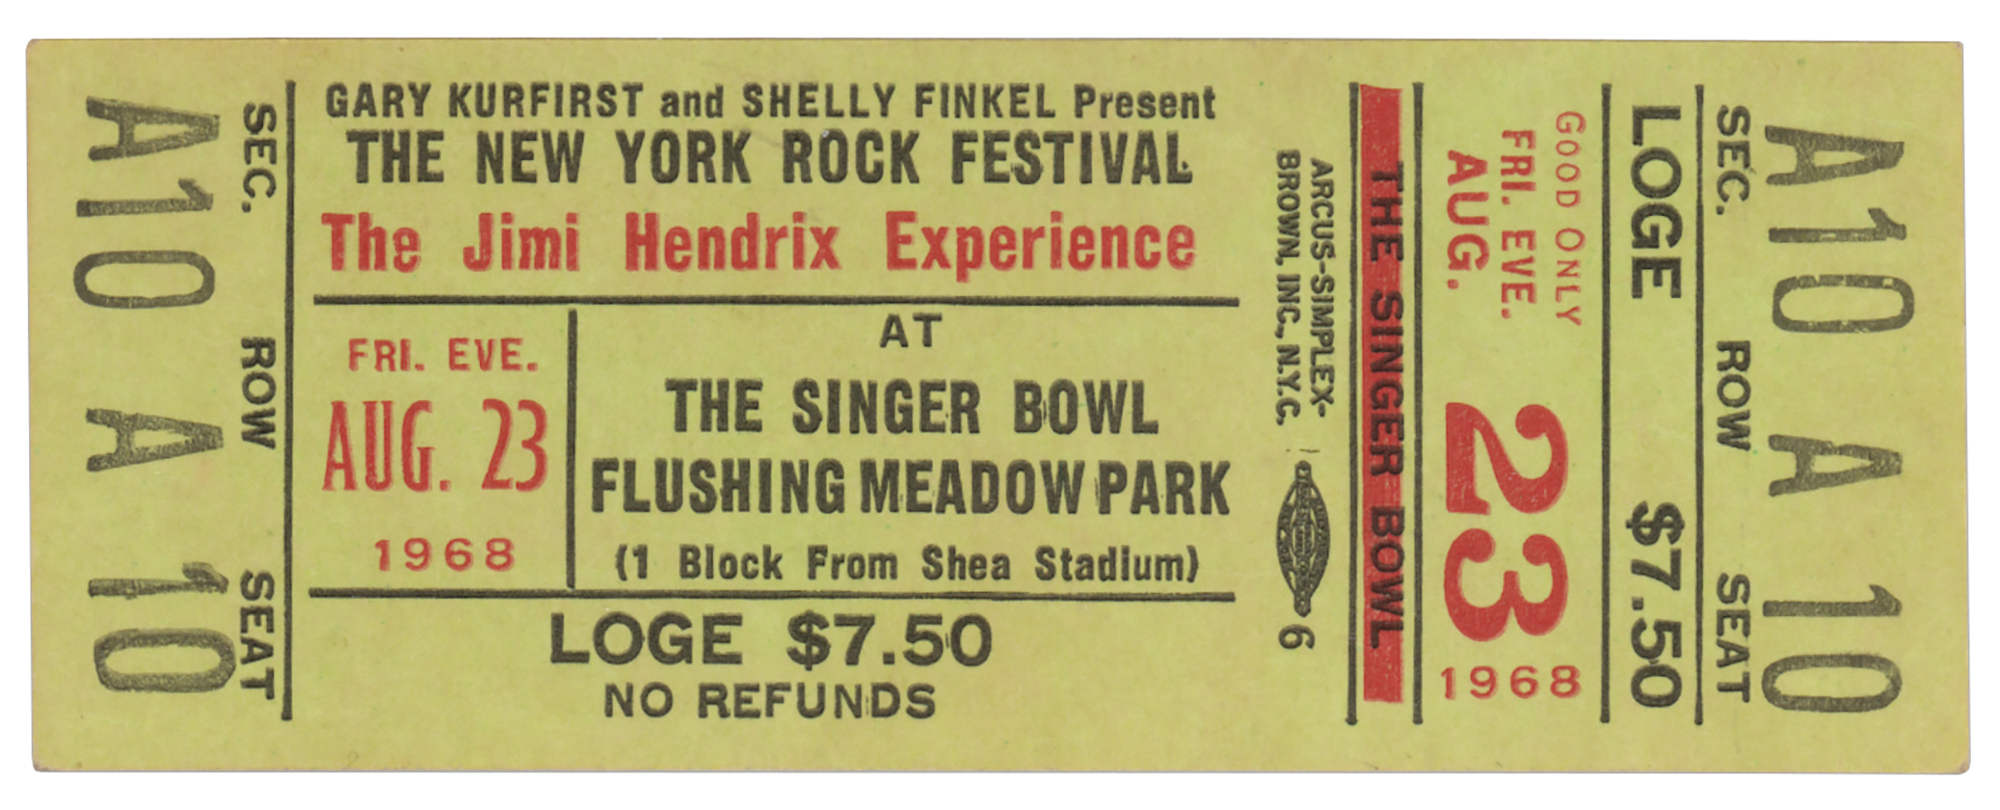 SEC. ROW SEAT
A10 A 10
GARY KURFIRST and SHELLY FINKEL Present
THE NEW YORK ROCK FESTIVAL
The Jimi Hendrix Experience
FRI. EVE.
AUG. 23
1968
AT
THE SINGER BOWL
FLUSHING MEADOW PARK
(1 Block From Shea Stadium)
LOGE $7.50
NO REFUNDS
ARCUS-SIMPLEX-
BROWN, INC., N.Y.C.
6
THE SINGER BOWL
GOOD ONLY
FRI. EVE.
AUG. 23
1968
LOGE $7.50
SEC. ROW SEAT
A10 A 10